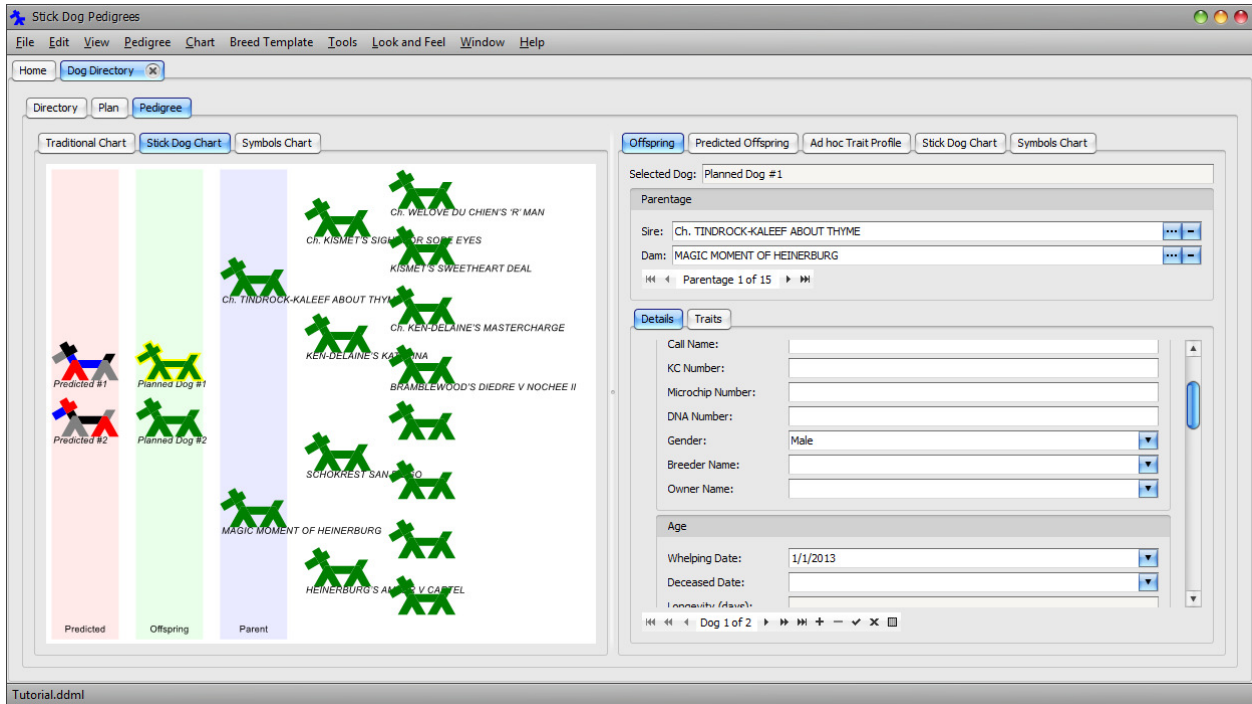 Stick Dog Pedigrees
File Edit View Pedigree Chart Breed Template Tools Look and Feel Window Help
Home Dog Directory
Directory Plan Pedigree
Traditional Chart Stick Dog Chart Symbols Chart
Ch. WELOVE DU CHIEN'S 'R' MAN
Ch. KISMET'S SIGHT FOR SORE EYES
KISMET'S SWEETHEART DEAL
Ch. TINDROCK-KALEEF ABOUT THYME
Ch. KEN-DELAINE'S MASTERCHARGE
KEN-DELAINE'S
BRAMBLEWOOD'S DIEDRE V NOCHEE II
Predicted #1 Planned Dog #1
Predicted #2 Planned Dog #2
SCHOKREST SAN
MAGIC MOMENT OF HEINERBURG
HEINERBURG'S V CARTEL
Predicted Offspring Parent
Offspring Predicted Offspring Ad hoc Trait Profile Stick Dog Chart Symbols Chart
Selected Dog: Planned Dog #1
Parentage
Sire: Ch. TINDROCK-KALEEF ABOUT THYME
Dam: MAGIC MOMENT OF HEINERBURG
Parentage 1 of 15
Details Traits
Call Name:
KC Number:
Microchip Number:
DNA Number:
Gender: Male
Breeder Name:
Owner Name:
Age
Whelping Date: 1/1/2013
Deceased Date:
Longevity (days):
Dog 1 of 2
Tutorial.ddml